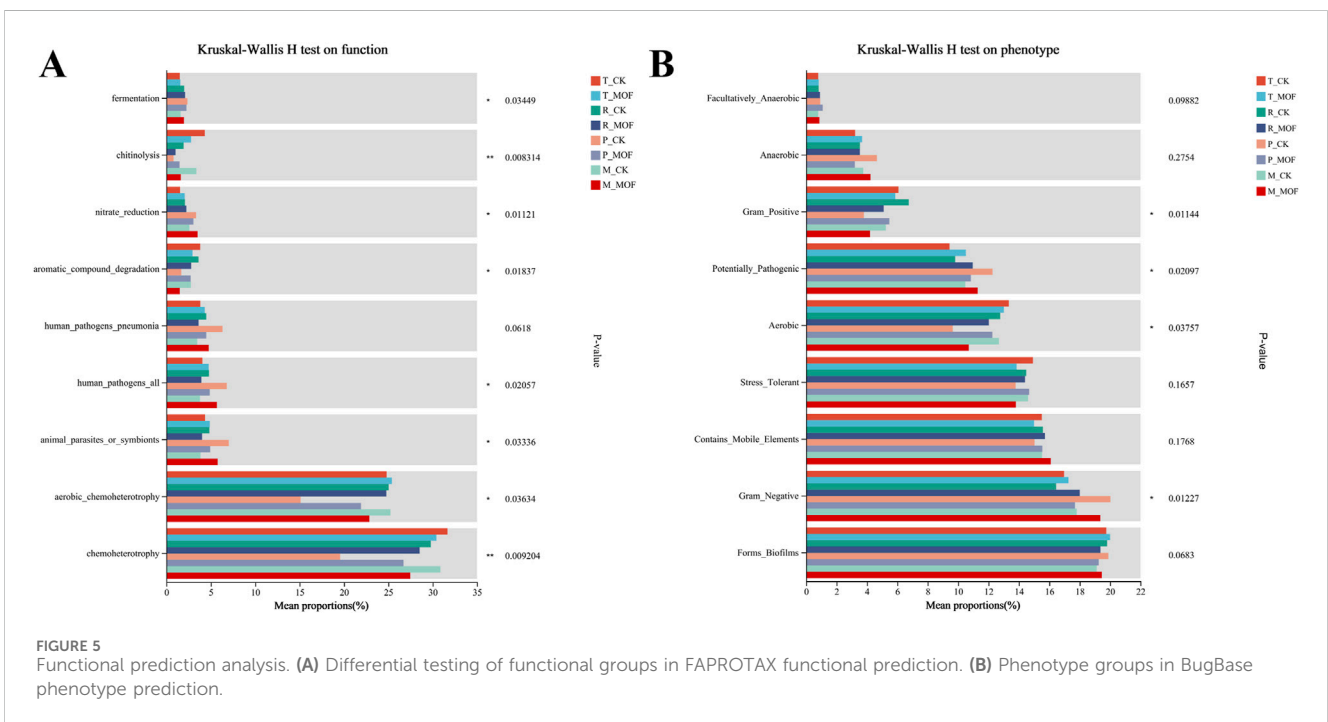 A
Kruskal-Wallis H test on function
fermentation
chitinolysis
nitrate_reduction
aromatic_compound_degradation
human_pathogens_pneumonia
human_pathogens_all
animal_parasites_or_symbionts
aerobic_chemoheterotrophy
chemoheterotrophy
* 0.03449
** 0.008314
* 0.01121
* 0.01837
0.0618
* 0.02057
* 0.03336
* 0.03634
** 0.009204
P-value
T_CK
T_MOF
R_CK
R_MOF
P_CK
P_MOF
M_CK
M_MOF
0 5 10 15 20 25 30 35
Mean proportions(%)
B
Kruskal-Wallis H test on phenotype
Facultatively_Anaerobic
Anaerobic
Gram_Positive
Potentially_Pathogenic
Aerobic
Stress_Tolerant
Contains_Mobile_Elements
Gram_Negative
Forms_Biofilms
0.09882
0.2754
* 0.01144
* 0.02097
* 0.03757
0.1657
0.1768
* 0.01227
0.0683
P-value
T_CK
T_MOF
R_CK
R_MOF
P_CK
P_MOF
M_CK
M_MOF
0 2 4 6 8 10 12 14 16 18 20 22
Mean proportions(%)
FIGURE 5
Functional prediction analysis. (A) Differential testing of functional groups in FAPROTAX functional prediction. (B) Phenotype groups in BugBase
phenotype prediction.